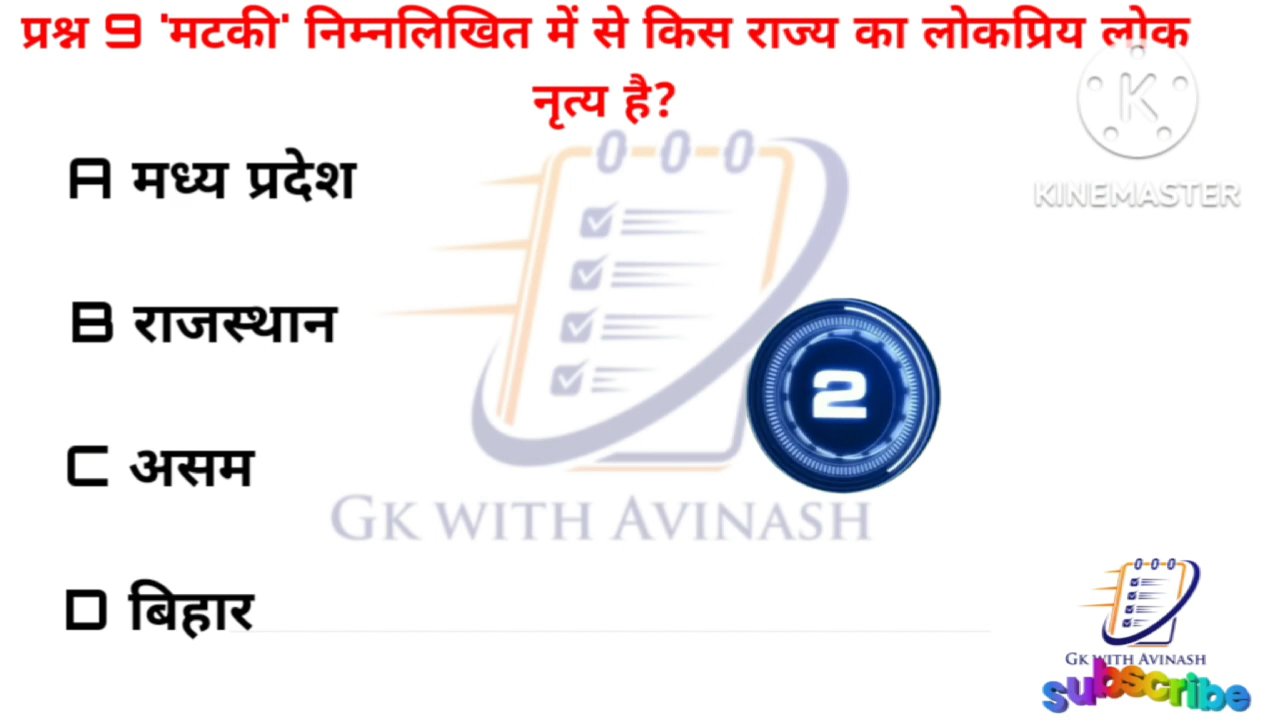 प्रश्न 9 'मटकी' निम्नलिखित में से किस राज्य का लोकप्रिय लोक
नृत्य है?
K
KINEMASTER
A मध्य प्रदेश
B राजस्थान
2
C असम
GK WITH AVINASH
D बिहार
GK WITH AVINASH
subscribe